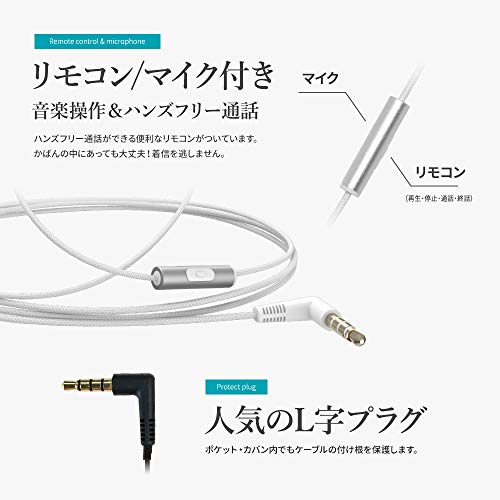 Remote control & microphone
リモコン/マイク付き
音楽操作&ハンズフリー通話
ハンズフリー通話ができる便利なリモコンがついています。
かばんの中にあっても大丈夫！着信を逃しません。
マイク
リモコン
（再生・停止・通話・終話）
Protect plug
人気のL字プラグ
ポケット・カバン内でもケーブルの付け根を保護します。